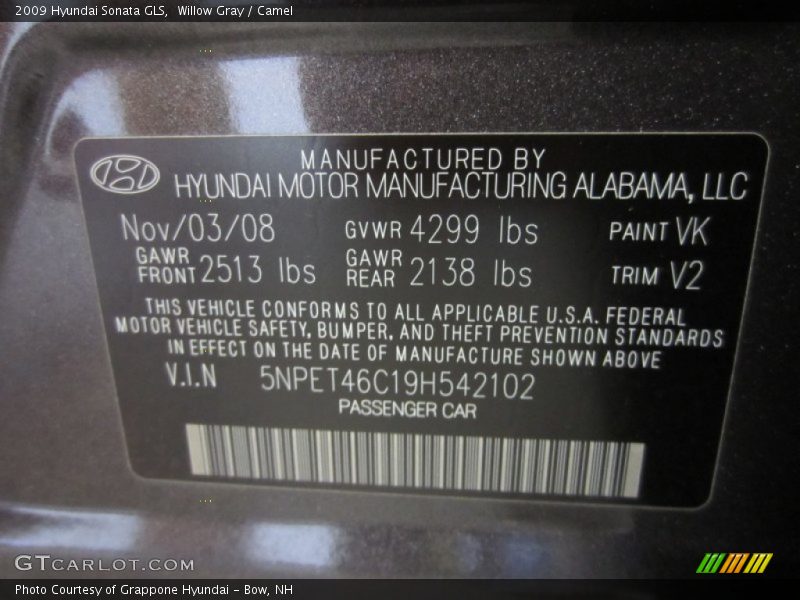 2009 Hyundai Sonata GLS, Willow Gray / Camel
MANUFACTURED BY
HYUNDAI MOTOR MANUFACTURING ALABAMA, LLC
Nov/03/08 GVWR 4299 lbs PAINT VK
GAWR FRONT 2513 lbs GAWR REAR 2138 lbs TRIM V2
THIS VEHICLE CONFORMS TO ALL APPLICABLE U.S.A. FEDERAL
MOTOR VEHICLE SAFETY, BUMPER, AND THEFT PREVENTION STANDARDS
IN EFFECT ON THE DATE OF MANUFACTURE SHOWN ABOVE
V.I.N 5NPET46C19H542102
PASSENGER CAR
GTCARLOT.COM
Photo Courtesy of Grappone Hyundai - Bow, NH